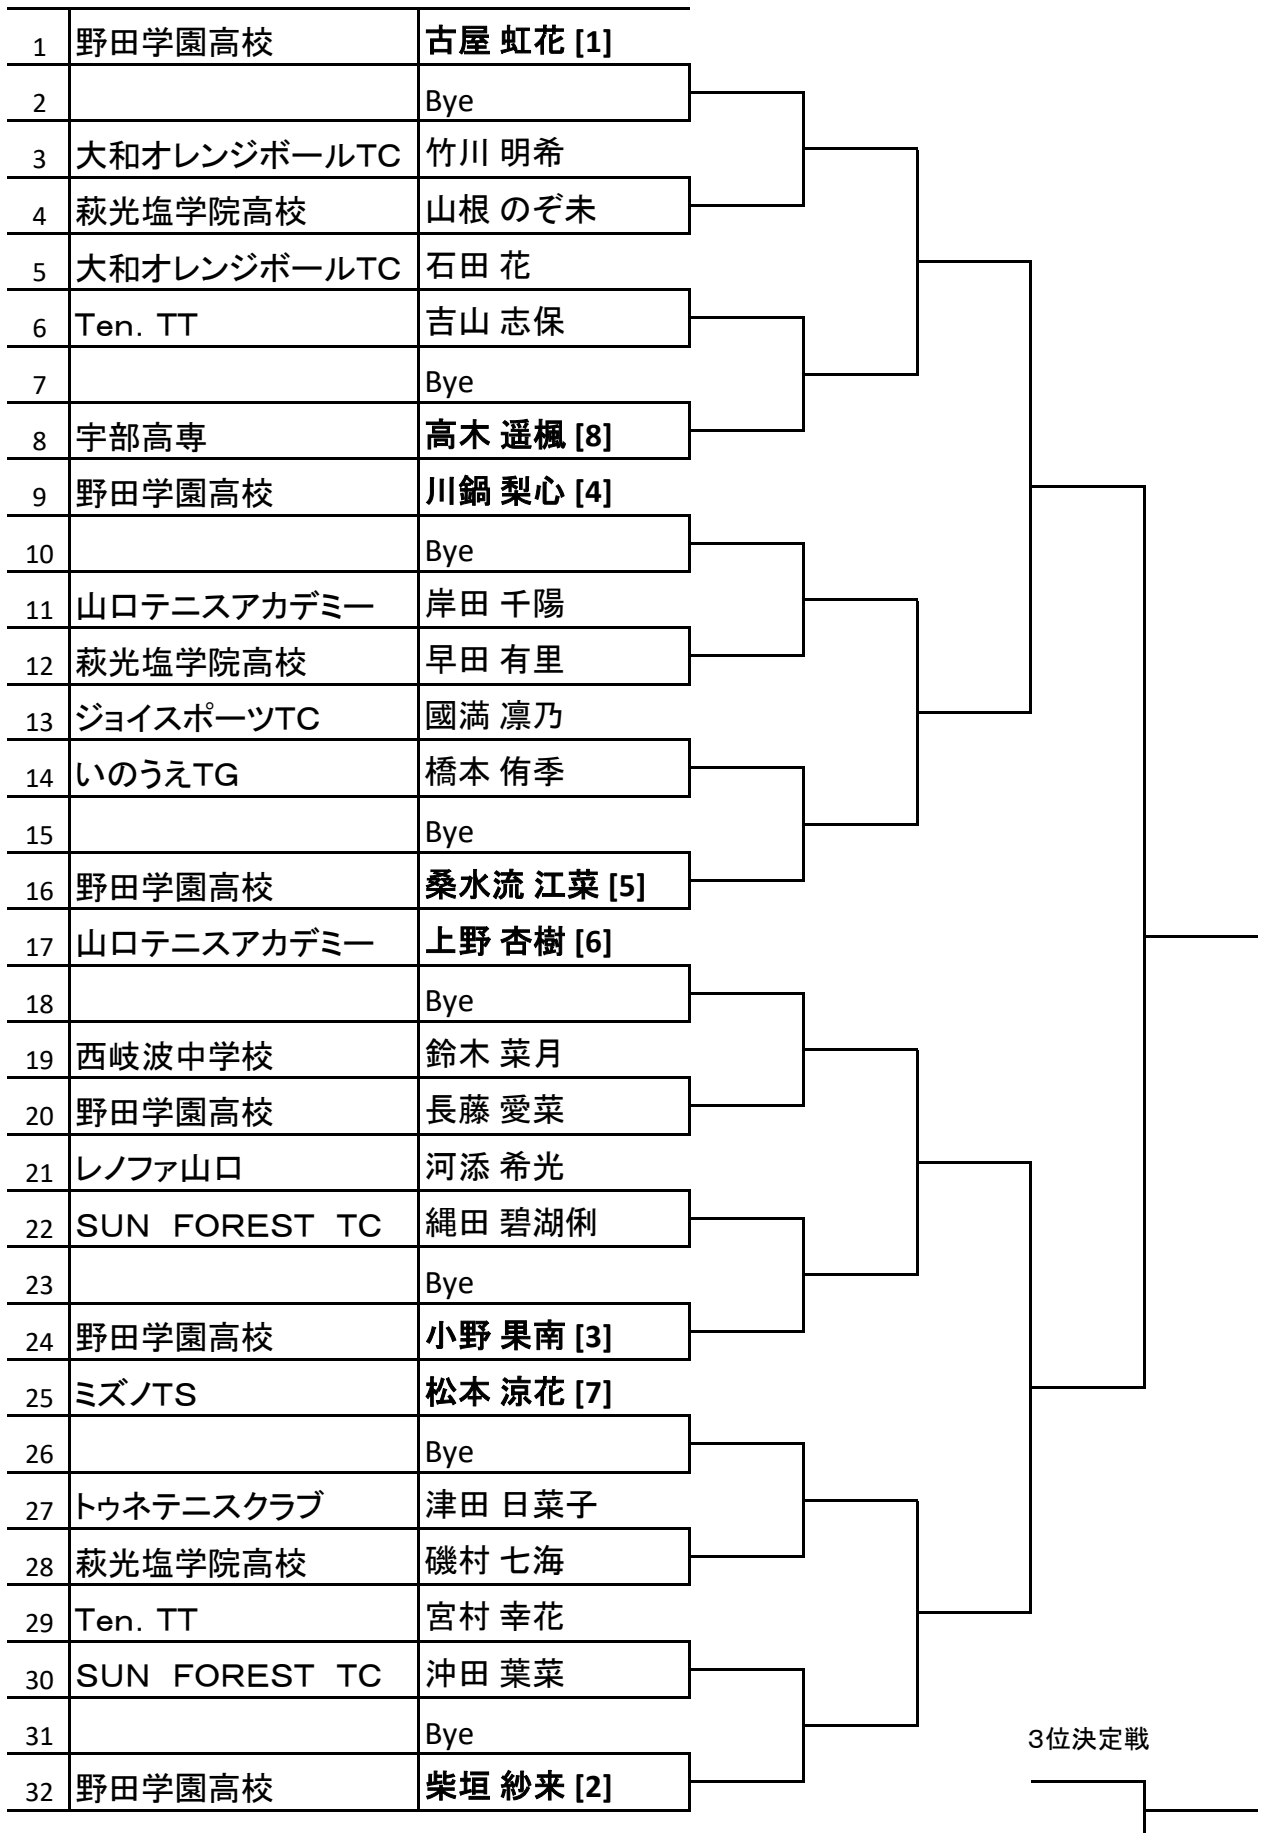 1 野田学園高校 古屋 虹花 [1]
2 Bye
3 大和オレンジボールTC 竹川 明希
4 萩光塩学院高校 山根 のぞ未
5 大和オレンジボールTC 石田 花
6 Ten. TT 吉山 志保
7 Bye
8 宇部高専 高木 遥楓 [8]
9 野田学園高校 川鍋 梨心 [4]
10 Bye
11 山口テニスアカデミー 岸田 千陽
12 萩光塩学院高校 早田 有里
13 ジョイスポーツTC 國満 凛乃
14 いのうえTG 橋本 侑季
15 Bye
16 野田学園高校 桑水流 江菜 [5]
17 山口テニスアカデミー 上野 杏樹 [6]
18 Bye
19 西岐波中学校 鈴木 菜月
20 野田学園高校 長藤 愛菜
21 レノファ山口 河添 希光
22 SUN FOREST TC 縄田 碧湖俐
23 Bye
24 野田学園高校 小野 果南 [3]
25 ミズノTS 松本 涼花 [7]
26 Bye
27 トゥネテニスクラブ 津田 日菜子
28 萩光塩学院高校 磯村 七海
29 Ten. TT 宮村 幸花
30 SUN FOREST TC 沖田 葉菜
31 Bye
3位決定戦
32 野田学園高校 柴垣 紗来 [2]